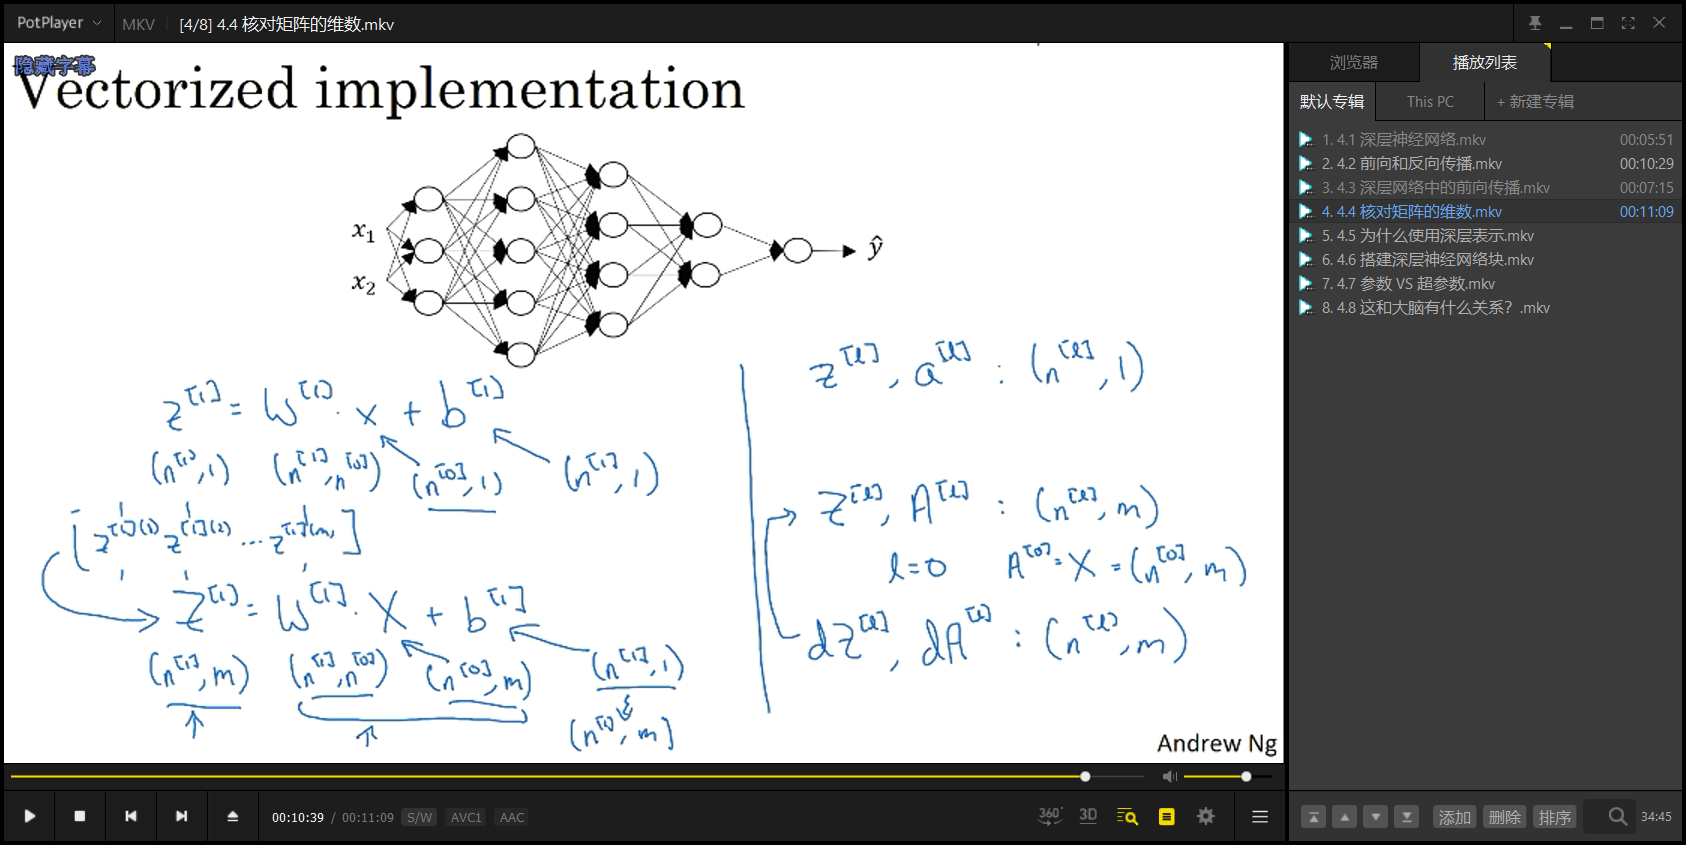 PotPlayer MKV [4/8] 4.4 核对矩阵的维数.mkv
隐藏字幕
Vectorized implementation
x₁
x₂
ŷ
z^[1] = W^[1] · x + b^[1]
(n^[1],1) (n^[1],n^[0]) (n^[0],1) (n^[1],1)
[z^[1](1) z^[1](2) ... z^[1](m)]
Z^[1] = W^[1] · X + b^[1]
(n^[1],m) (n^[1],n^[0]) (n^[0],m) (n^[1],1)
(n^[1],m)
z^[l], a^[l] : (n^[l],1)
Z^[l], A^[l] : (n^[l],m)
l=0 A^[0] = X = (n^[0],m)
dZ^[l], dA^[l] : (n^[l],m)
Andrew Ng
00:10:39 / 00:11:09 S/W AVC1 AAC
360° 3D
浏览器 播放列表
默认专辑 This PC + 新建专辑
1. 4.1 深层神经网络.mkv 00:05:51
2. 4.2 前向和反向传播.mkv 00:10:29
3. 4.3 深层网络中的前向传播.mkv 00:07:15
4. 4.4 核对矩阵的维数.mkv 00:11:09
5. 4.5 为什么使用深层表示.mkv
6. 4.6 搭建深层神经网络块.mkv
7. 4.7 参数 VS 超参数.mkv
8. 4.8 这和大脑有什么关系？.mkv
添加 删除 排序 34:45